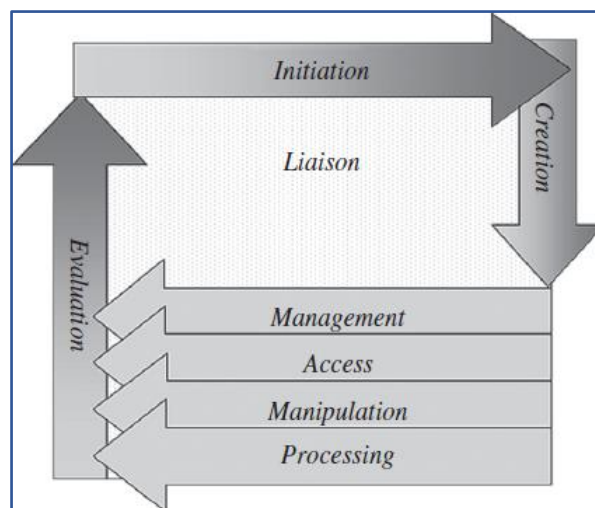 Initiation
Creation
Liaison
Evaluation
Management
Access
Manipulation
Processing